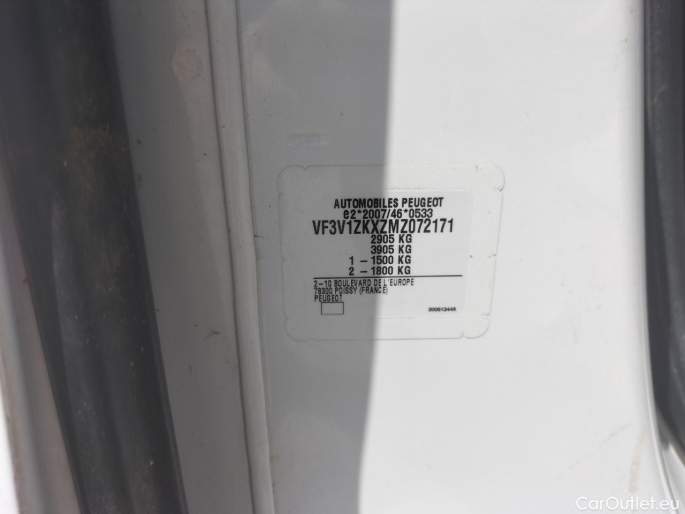 AUTOMOBILES PEUGEOT
e2*2007/46*0533
VF3V1ZKXZMZ072171
2905 KG
3905 KG
1 - 1500 KG
2 - 1800 KG
2-10 BOULEVARD DE L'EUROPE
78300 POISSY (FRANCE)
PEUGEOT
CarOutlet.eu